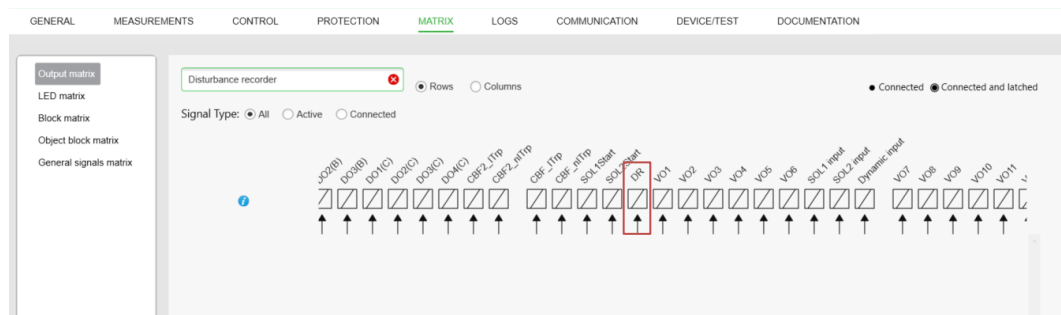 GENERAL MEASUREMENTS CONTROL PROTECTION MATRIX LOGS COMMUNICATION DEVICE/TEST DOCUMENTATION
Output matrix
LED matrix
Block matrix
Object block matrix
General signals matrix
Disturbance recorder
Rows Columns
Connected Connected and latched
Signal Type: All Active Connected
DO2(B) DO3(B) DO1(C) DO2(C) DO3(C) DO4(C) CBF2_ITrp CBF2_nITrp CBF_ITrp CBF_nITrp SOL1Start SOL2Start DR VO1 VO2 VO3 VO4 VO5 VO6 SOL1 input SOL2 input Dynamic input VO7 VO8 VO9 VO10 VO11